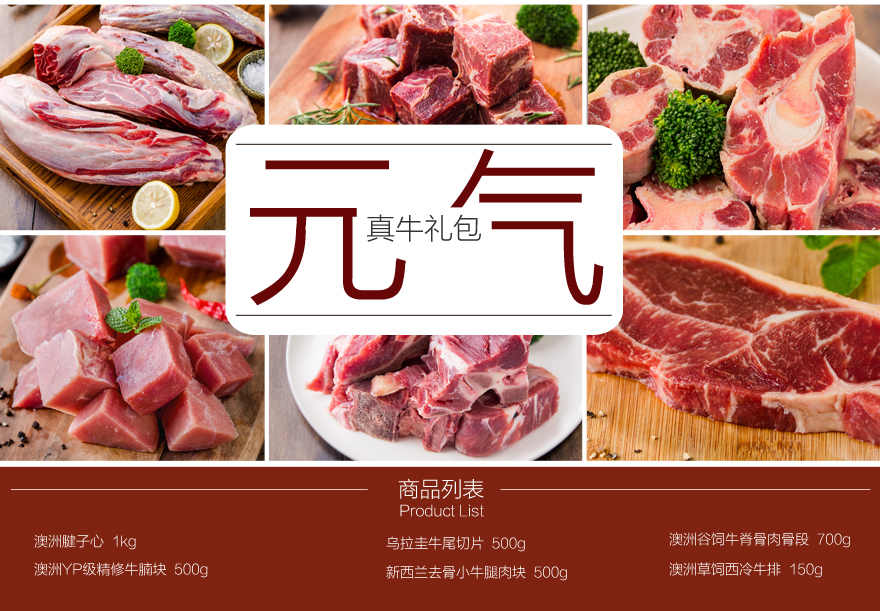 元气
真牛礼包
商品列表
Product List
澳洲腱子心 1kg
澳洲YP级精修牛腩块 500g
乌拉圭牛尾切片 500g
新西兰去骨小牛腿肉块 500g
澳洲谷饲牛脊骨肉骨段 700g
澳洲草饲西冷牛排 150g